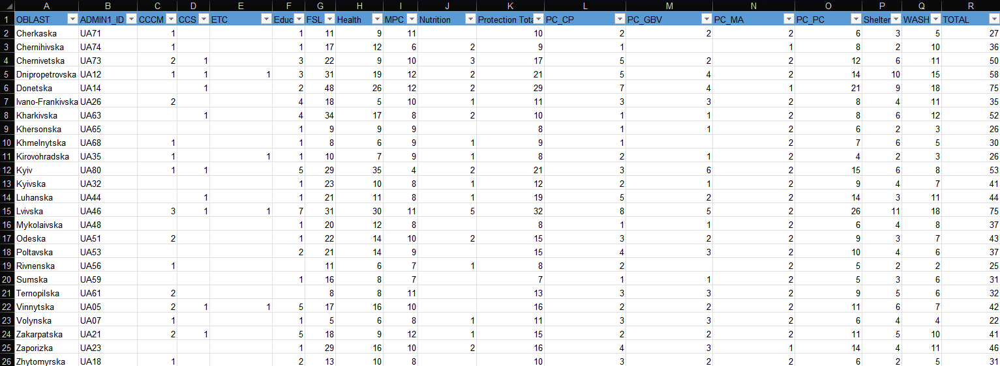 A B C D E F G H I J K L M N O P Q R
1 OBLAST ADMIN1_ID CCCM CCS ETC Educ FSL Health MPC Nutrition Protection Tota PC_CP PC_GBV PC_MA PC_PC Shelter WASH TOTAL
2 Cherkaska UA71 1 1 11 9 11 10 2 2 2 6 3 5 27
3 Chernihivska UA74 1 1 17 12 6 2 9 1 1 8 2 10 36
4 Chernivetska UA73 2 1 3 22 9 10 3 17 5 2 2 12 6 11 50
5 Dnipropetrovska UA12 1 1 1 3 31 19 12 2 21 5 4 2 14 10 15 58
6 Donetska UA14 1 2 48 26 12 2 29 7 4 1 21 9 18 75
7 Ivano-Frankivska UA26 2 4 18 5 10 1 11 3 3 2 8 4 11 35
8 Kharkivska UA63 1 4 34 17 8 2 10 1 1 2 8 6 12 52
9 Khersonska UA65 1 9 9 9 8 1 1 2 6 2 3 26
10 Khmelnytska UA68 1 1 8 6 9 1 9 1 2 7 6 5 30
11 Kirovohradska UA35 1 1 1 10 7 9 1 8 2 1 2 4 2 3 26
12 Kyiv UA80 1 1 5 29 35 4 2 21 3 6 2 15 6 8 53
13 Kyivska UA32 1 23 10 8 1 12 2 1 2 9 4 7 41
14 Luhanska UA44 1 1 21 11 8 1 19 5 2 2 14 3 11 44
15 Lvivska UA46 3 1 1 7 31 30 11 5 32 8 5 2 26 11 18 75
16 Mykolaivska UA48 1 20 12 8 8 1 1 2 6 4 8 37
17 Odeska UA51 2 1 22 14 10 2 15 3 2 2 9 3 7 43
18 Poltavska UA53 2 21 14 9 15 4 3 2 10 4 6 37
19 Rivnenska UA56 1 11 6 7 1 8 2 2 5 2 2 25
20 Sumska UA59 1 16 8 7 7 1 1 2 5 3 6 31
21 Ternopilska UA61 2 8 8 11 13 3 3 2 9 5 6 32
22 Vinnytska UA05 2 1 1 5 17 16 10 16 2 2 2 11 6 7 42
23 Volynska UA07 1 1 5 6 8 1 11 3 3 2 6 4 4 22
24 Zakarpatska UA21 2 1 5 18 9 12 1 15 2 2 2 11 5 10 41
25 Zaporizka UA23 1 29 16 10 2 16 4 3 1 14 4 11 46
26 Zhytomyrska UA18 1 2 13 10 8 10 3 2 2 6 2 5 31